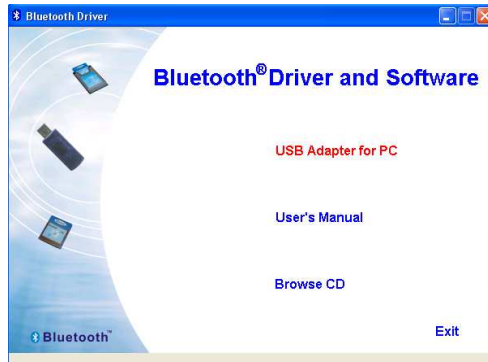 Bluetooth Driver
Bluetooth® Driver and Software
USB Adapter for PC
User's Manual
Browse CD
Exit
Bluetooth™